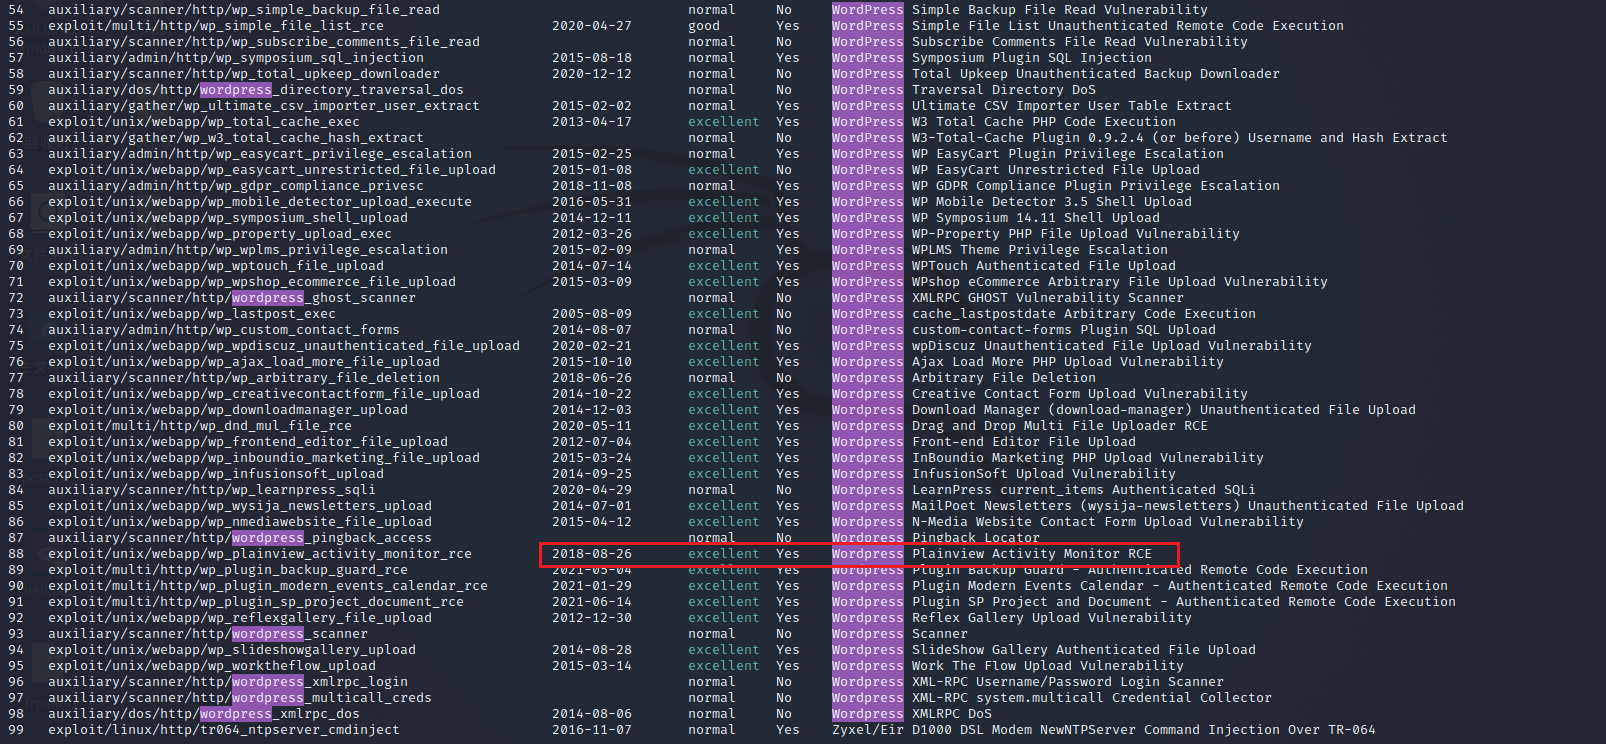 54 auxiliary/scanner/http/wp_simple_backup_file_read normal No WordPress Simple Backup File Read Vulnerability
55 exploit/multi/http/wp_simple_file_list_rce 2020-04-27 good Yes WordPress Simple File List Unauthenticated Remote Code Execution
56 auxiliary/scanner/http/wp_subscribe_comments_file_read normal No WordPress Subscribe Comments File Read Vulnerability
57 auxiliary/admin/http/wp_symposium_sql_injection 2015-08-18 normal Yes WordPress Symposium Plugin SQL Injection
58 auxiliary/scanner/http/wp_total_upkeep_downloader 2020-12-12 normal No WordPress Total Upkeep Unauthenticated Backup Downloader
59 auxiliary/dos/http/wordpress_directory_traversal_dos normal No WordPress Traversal Directory DoS
60 auxiliary/gather/wp_ultimate_csv_importer_user_extract 2015-02-02 normal Yes WordPress Ultimate CSV Importer User Table Extract
61 exploit/unix/webapp/wp_total_cache_exec 2013-04-17 excellent Yes WordPress W3 Total Cache PHP Code Execution
62 auxiliary/gather/wp_w3_total_cache_hash_extract normal No WordPress W3-Total-Cache Plugin 0.9.2.4 (or before) Username and Hash Extract
63 auxiliary/admin/http/wp_easycart_privilege_escalation 2015-02-25 normal Yes WordPress WP EasyCart Plugin Privilege Escalation
64 exploit/unix/webapp/wp_easycart_unrestricted_file_upload 2015-01-08 excellent No WordPress WP EasyCart Unrestricted File Upload
65 auxiliary/admin/http/wp_gdpr_compliance_privesc 2018-11-08 normal Yes WordPress WP GDPR Compliance Plugin Privilege Escalation
66 exploit/unix/webapp/wp_mobile_detector_upload_execute 2016-05-31 excellent Yes WordPress WP Mobile Detector 3.5 Shell Upload
67 exploit/unix/webapp/wp_symposium_shell_upload 2014-12-11 excellent Yes WordPress WP Symposium 14.11 Shell Upload
68 exploit/unix/webapp/wp_property_upload_exec 2012-03-26 excellent Yes WordPress WP-Property PHP File Upload Vulnerability
69 auxiliary/admin/http/wp_wplms_privilege_escalation 2015-02-09 normal Yes WordPress WPLMS Theme Privilege Escalation
70 exploit/unix/webapp/wp_wptouch_file_upload 2014-07-14 excellent Yes WordPress WPTouch Authenticated File Upload
71 exploit/unix/webapp/wp_wpshop_ecommerce_file_upload 2015-03-09 excellent Yes WordPress WPshop eCommerce Arbitrary File Upload Vulnerability
72 auxiliary/scanner/http/wordpress_ghost_scanner normal No WordPress XMLRPC GHOST Vulnerability Scanner
73 exploit/unix/webapp/wp_lastpost_exec 2005-08-09 excellent No WordPress cache_lastpostdate Arbitrary Code Execution
74 auxiliary/admin/http/wp_custom_contact_forms 2014-08-07 normal No WordPress custom-contact-forms Plugin SQL Upload
75 exploit/unix/webapp/wp_wpdiscuz_unauthenticated_file_upload 2020-02-21 excellent Yes WordPress wpDiscuz Unauthenticated File Upload Vulnerability
76 exploit/unix/webapp/wp_ajax_load_more_file_upload 2015-10-10 excellent Yes Wordpress Ajax Load More PHP Upload Vulnerability
77 auxiliary/scanner/http/wp_arbitrary_file_deletion 2018-06-26 normal No Wordpress Arbitrary File Deletion
78 exploit/unix/webapp/wp_creativecontactform_file_upload 2014-10-22 excellent Yes Wordpress Creative Contact Form Upload Vulnerability
79 exploit/unix/webapp/wp_downloadmanager_upload 2014-12-03 excellent Yes Wordpress Download Manager (download-manager) Unauthenticated File Upload
80 exploit/multi/http/wp_dnd_mul_file_rce 2020-05-11 excellent Yes Wordpress Drag and Drop Multi File Uploader RCE
81 exploit/unix/webapp/wp_frontend_editor_file_upload 2012-07-04 excellent Yes Wordpress Front-end Editor File Upload
82 exploit/unix/webapp/wp_inboundio_marketing_file_upload 2015-03-24 excellent Yes Wordpress InBoundio Marketing PHP Upload Vulnerability
83 exploit/unix/webapp/wp_infusionsoft_upload 2014-09-25 excellent Yes Wordpress InfusionSoft Upload Vulnerability
84 auxiliary/scanner/http/wp_learnpress_sqli 2020-04-29 normal No Wordpress LearnPress current_items Authenticated SQLi
85 exploit/unix/webapp/wp_wysija_newsletters_upload 2014-07-01 excellent Yes Wordpress MailPoet Newsletters (wysija-newsletters) Unauthenticated File Upload
86 exploit/unix/webapp/wp_nmediawebsite_file_upload 2015-04-12 excellent Yes Wordpress N-Media Website Contact Form Upload Vulnerability
87 auxiliary/scanner/http/wordpress_pingback_access normal No Wordpress Pingback Locator
88 exploit/unix/webapp/wp_plainview_activity_monitor_rce 2018-08-26 excellent Yes Wordpress Plainview Activity Monitor RCE
89 exploit/multi/http/wp_plugin_backup_guard_rce 2021-05-04 excellent Yes Wordpress Plugin Backup Guard - Authenticated Remote Code Execution
90 exploit/multi/http/wp_plugin_modern_events_calendar_rce 2021-01-29 excellent Yes Wordpress Plugin Modern Events Calendar - Authenticated Remote Code Execution
91 exploit/multi/http/wp_plugin_sp_project_document_rce 2021-06-14 excellent Yes Wordpress Plugin SP Project and Document - Authenticated Remote Code Execution
92 exploit/unix/webapp/wp_reflexgallery_file_upload 2012-12-30 excellent Yes Wordpress Reflex Gallery Upload Vulnerability
93 auxiliary/scanner/http/wordpress_scanner normal No Wordpress Scanner
94 exploit/unix/webapp/wp_slideshowgallery_upload 2014-08-28 excellent Yes Wordpress SlideShow Gallery Authenticated File Upload
95 exploit/unix/webapp/wp_worktheflow_upload 2015-03-14 excellent Yes Wordpress Work The Flow Upload Vulnerability
96 auxiliary/scanner/http/wordpress_xmlrpc_login normal No Wordpress XML-RPC Username/Password Login Scanner
97 auxiliary/scanner/http/wordpress_multicall_creds normal No Wordpress XML-RPC system.multicall Credential Collector
98 auxiliary/dos/http/wordpress_xmlrpc_dos 2014-08-06 normal No Wordpress XMLRPC DoS
99 exploit/linux/http/tr064_ntpserver_cmdinject 2016-11-07 normal Yes Zyxel/Eir D1000 DSL Modem NewNTPServer Command Injection Over TR-064